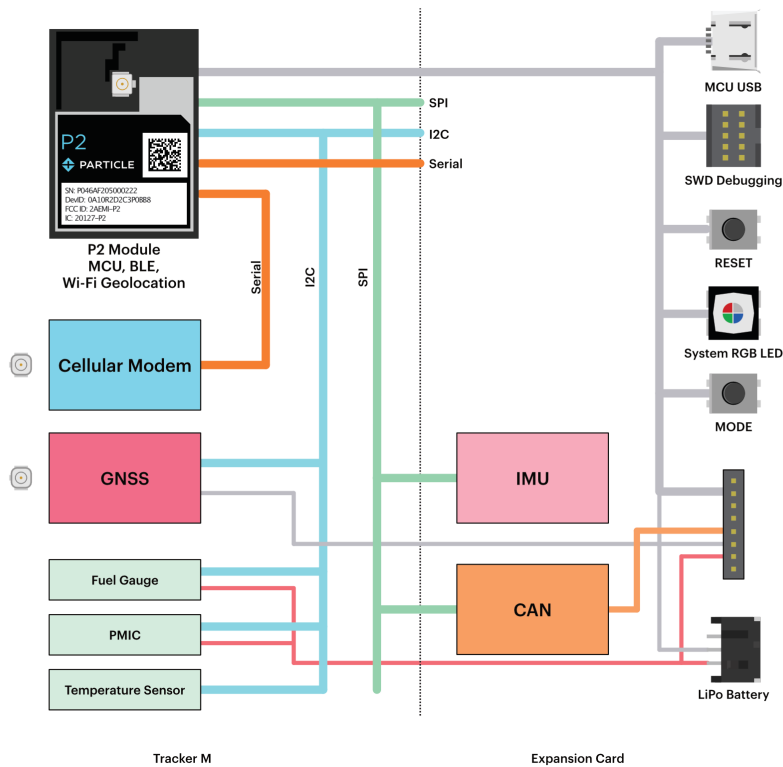 MCU USB
SPI
I2C
P2
PARTICLE
Serial
SWD Debugging
SN: P046AF205000222
DevID: 0A10R2D2C3P0BB8
FCC ID: 2AEMI-P2
IC: 20127-P2
P2 Module
MCU, BLE,
Wi-Fi Geolocation
Serial
I2C
SPI
RESET
Cellular Modem
System RGB LED
MODE
GNSS
IMU
Fuel Gauge
CAN
PMIC
Temperature Sensor
LiPo Battery
Tracker M
Expansion Card